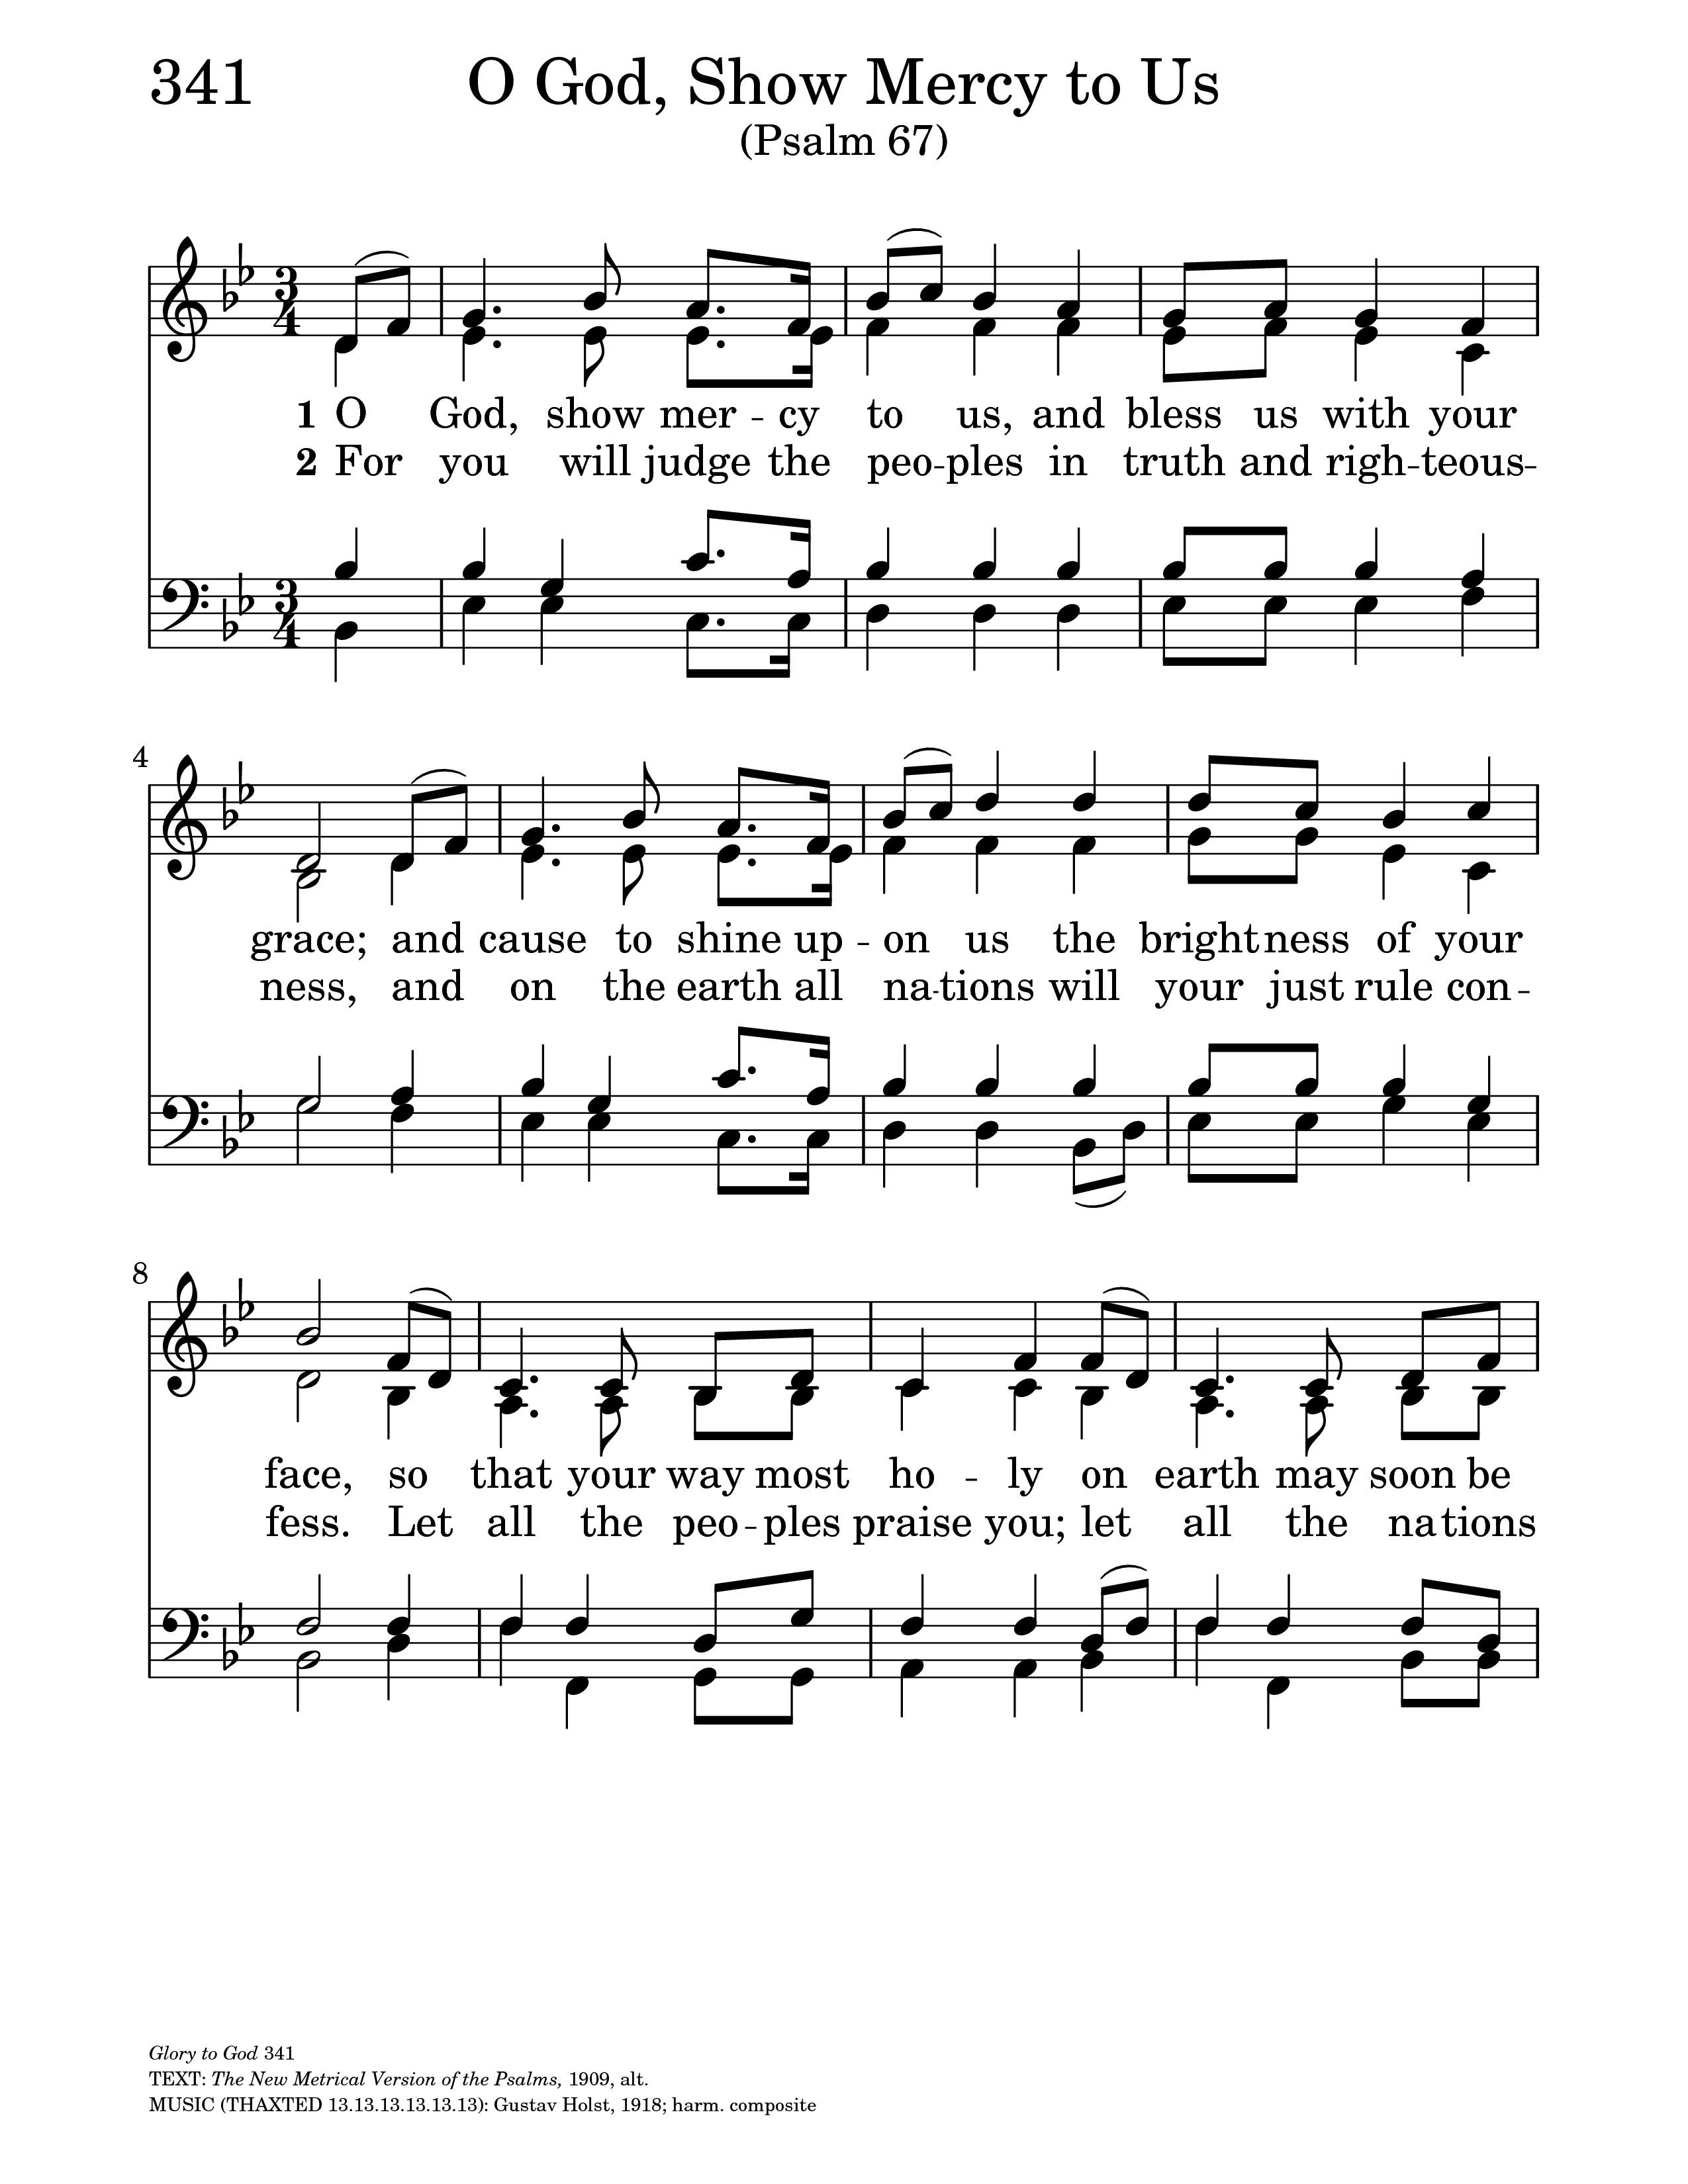 341 O God, Show Mercy to Us
(Psalm 67)
3 4
1 O God, show mer - cy to us, and bless us with your
2 For you will judge the peo - ples in truth and righ - teous -
3 4
4
grace; and cause to shine up - on us the bright - ness of your
ness, and on the earth all na - tions will your just rule con -
8
face, so that your way most ho - ly on earth may soon be
fess. Let all the peo - ples praise you; let all the na - tions
Glory to God 341
TEXT: The New Metrical Version of the Psalms, 1909, alt.
MUSIC (THAXTED 13.13.13.13.13.13): Gustav Holst, 1918; harm. composite